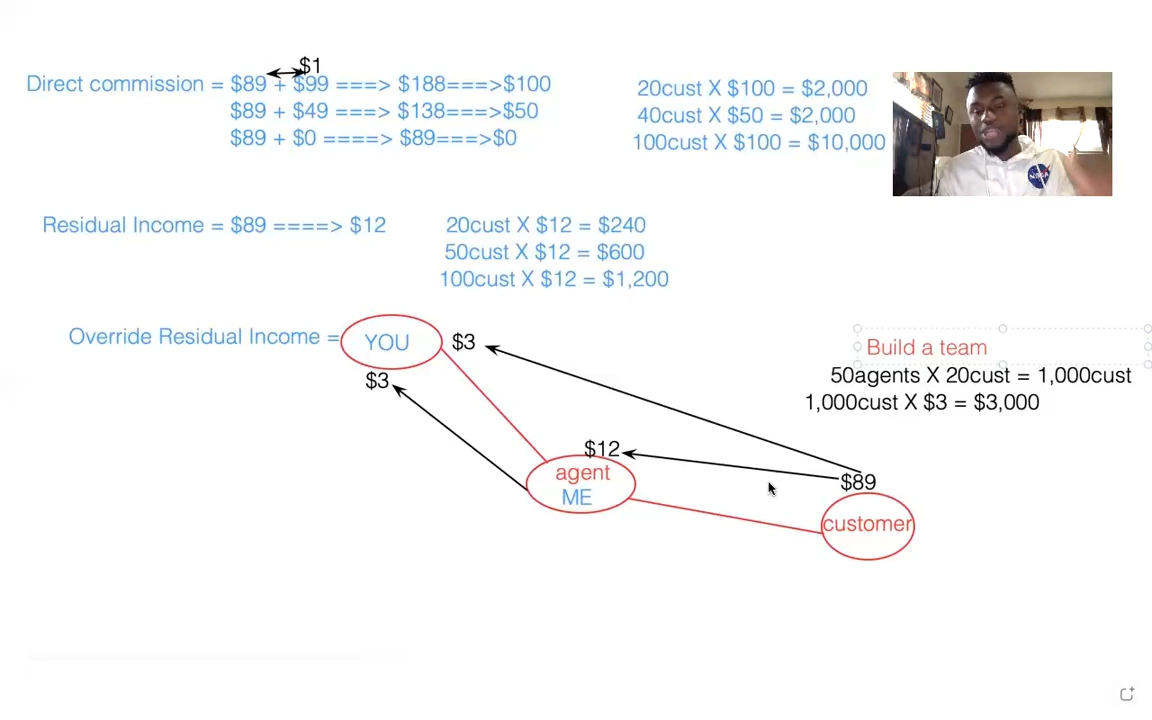 $1
Direct commission = $89 + $99 ===> $188===>$100
$89 + $49 ===> $138===>$50
$89 + $0 ====> $89===>$0
20cust X $100 = $2,000
40cust X $50 = $2,000
100cust X $100 = $10,000
NASA
Residual Income = $89 ====> $12
20cust X $12 = $240
50cust X $12 = $600
100cust X $12 = $1,200
Override Residual Income =
YOU
$3
$3
Build a team
50agents X 20cust = 1,000cust
1,000cust X $3 = $3,000
$12
agent
ME
$89
customer